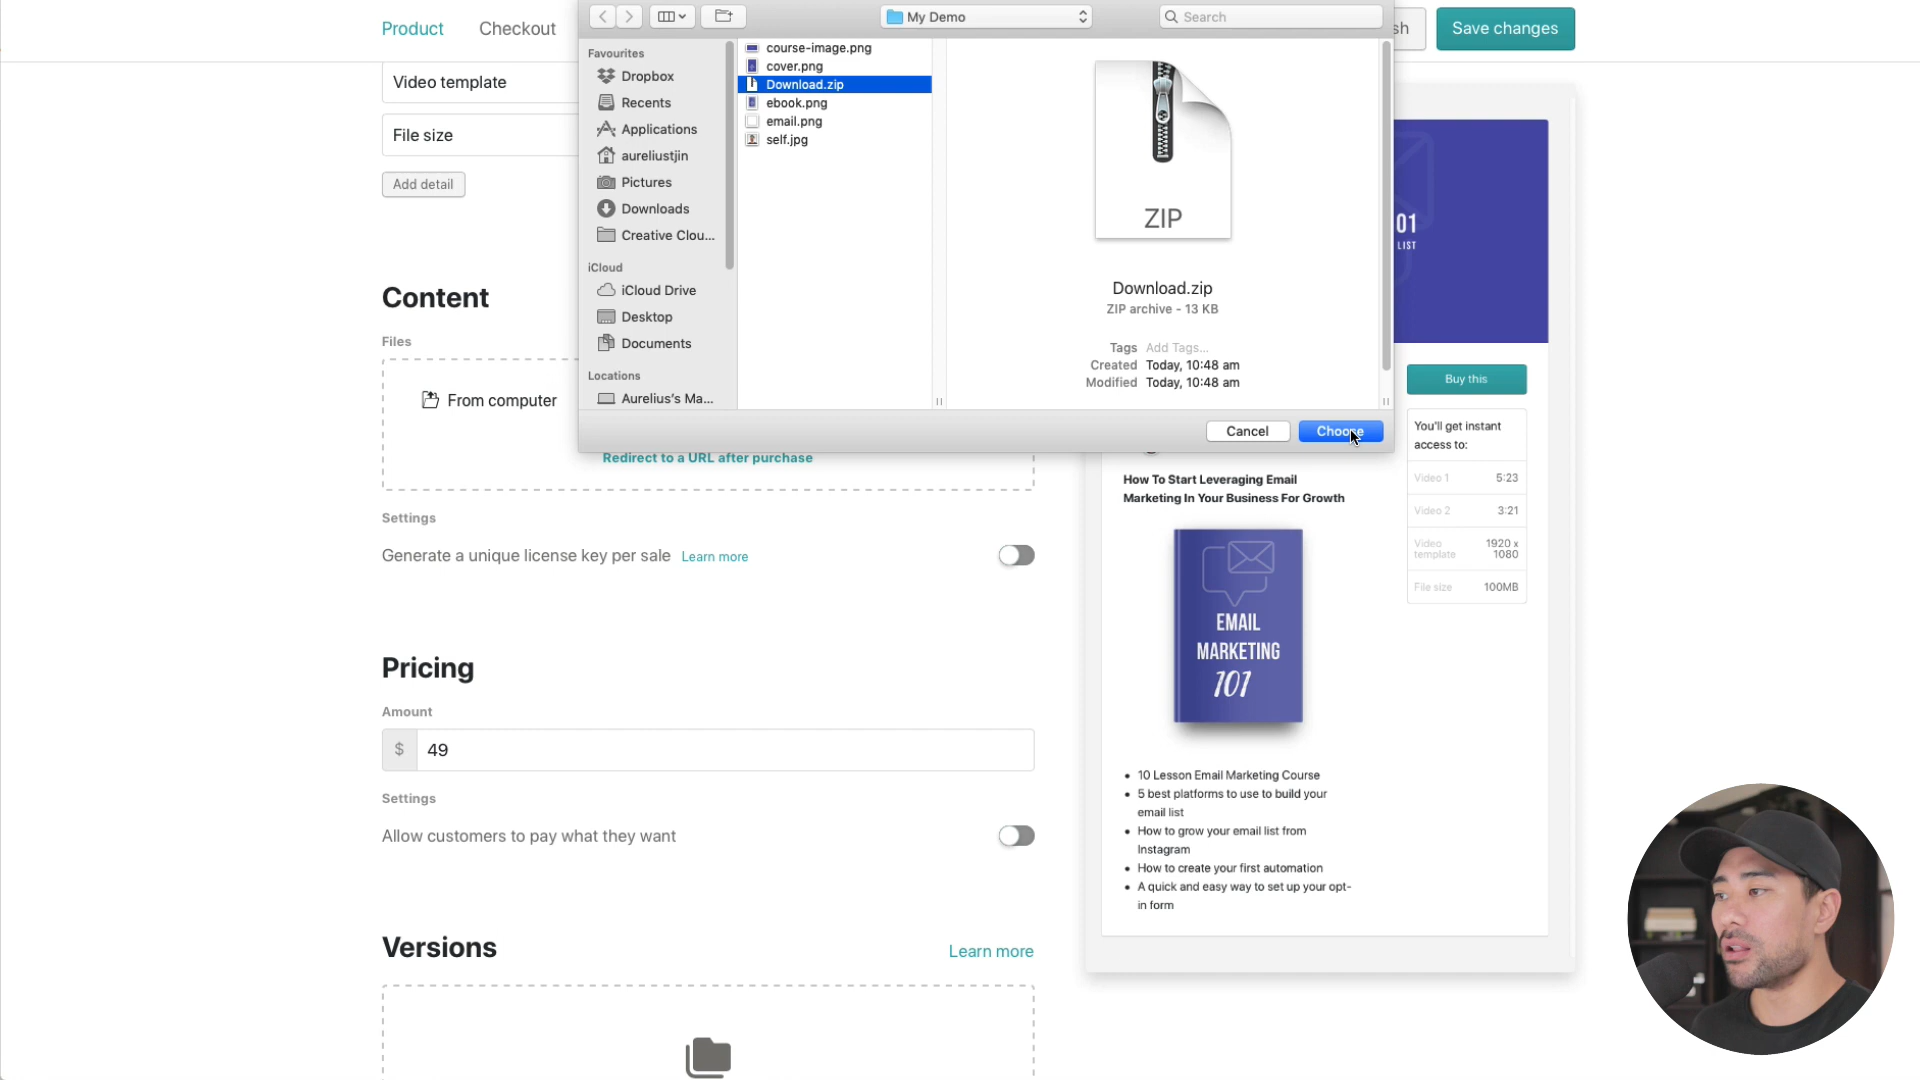 Product
Checkout
sh
Save changes
Video template
File size
Add detail
Content
Files
From computer
Redirect to a URL after purchase
Settings
Generate a unique license key per sale Learn more
Pricing
Amount
$ 49
Settings
Allow customers to pay what they want
Versions
Learn more
My Demo
Search
Favourites
Dropbox
Recents
Applications
aureliustjin
Pictures
Downloads
Creative Clou...
iCloud
iCloud Drive
Desktop
Documents
Locations
Aurelius's Ma...
course-image.png
cover.png
Download.zip
ebook.png
email.png
self.jpg
ZIP
Download.zip
ZIP archive - 13 KB
Tags Add Tags...
Created Today, 10:48 am
Modified Today, 10:48 am
Cancel
Choose
01
LIST
Buy this
You'll get instant
access to:
Video 1 5:23
Video 2 3:21
Video
template
1920 x
1080
File size 100MB
How To Start Leveraging Email
Marketing In Your Business For Growth
EMAIL
MARKETING
101
• 10 Lesson Email Marketing Course
• 5 best platforms to use to build your
email list
• How to grow your email list from
Instagram
• How to create your first automation
• A quick and easy way to set up your opt-
in form